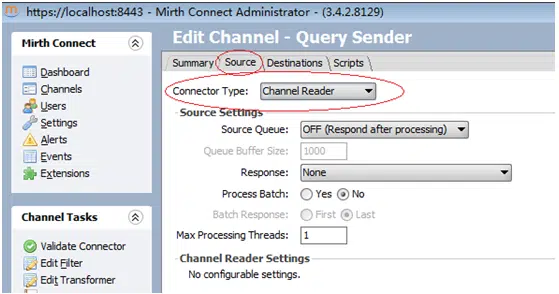 https://localhost:8443 - Mirth Connect Administrator - (3.4.2.8129)
Mirth Connect
Dashboard
Channels
Users
Settings
Alerts
Events
Extensions
Channel Tasks
Validate Connector
Edit Filter
Edit Transformer
Edit Channel - Query Sender
Summary Source Destinations Scripts
Connector Type: Channel Reader
Source Settings
Source Queue: OFF (Respond after processing)
Queue Buffer Size: 1000
Response: None
Process Batch: Yes No
Batch Response: First Last
Max Processing Threads: 1
Channel Reader Settings
No configurable settings.